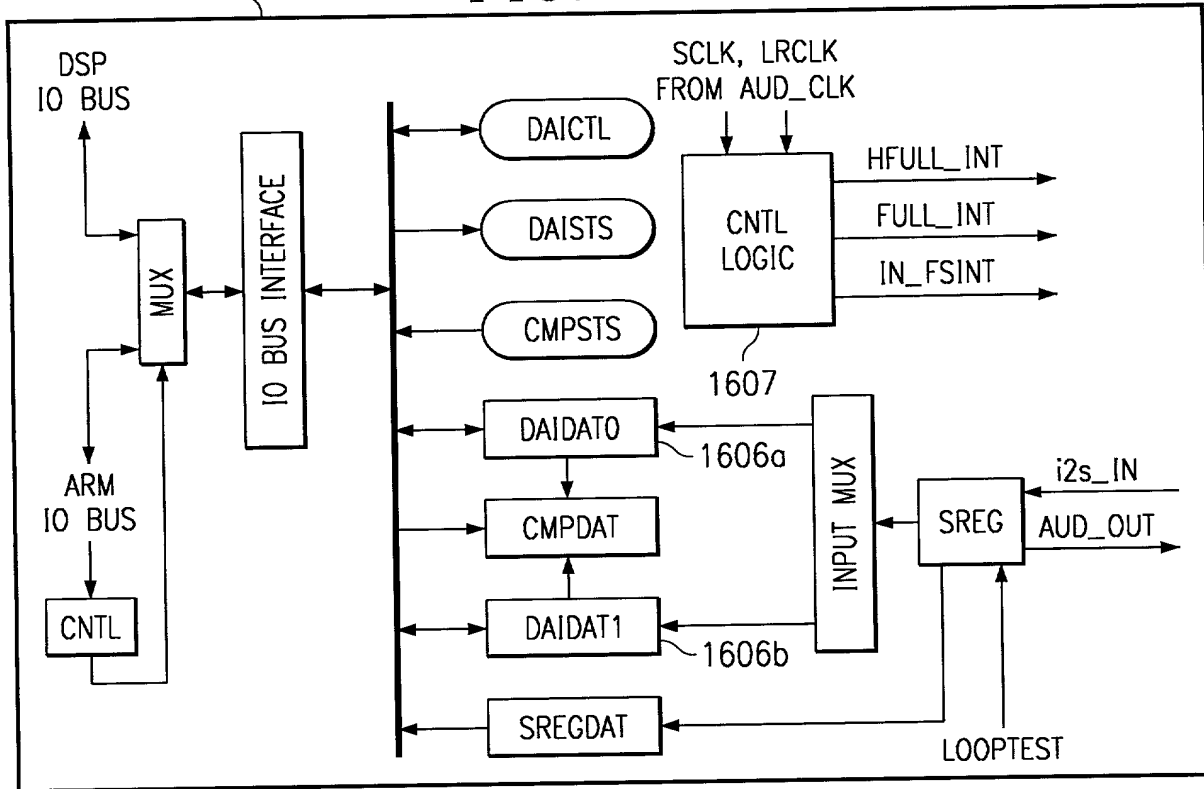 DSP
IO BUS
MUX
ARM
IO BUS
CNTL
IO BUS INTERFACE
DAICTL
DAISTS
CMPSTS
DAIDAT0
1606a
CMPDAT
DAIDAT1
1606b
SREGDAT
SCLK, LRCLK
FROM AUD_CLK
CNTL
LOGIC
1607
HFULL_INT
FULL_INT
IN_FSINT
INPUT MUX
SREG
i2s_IN
AUD_OUT
LOOPTEST